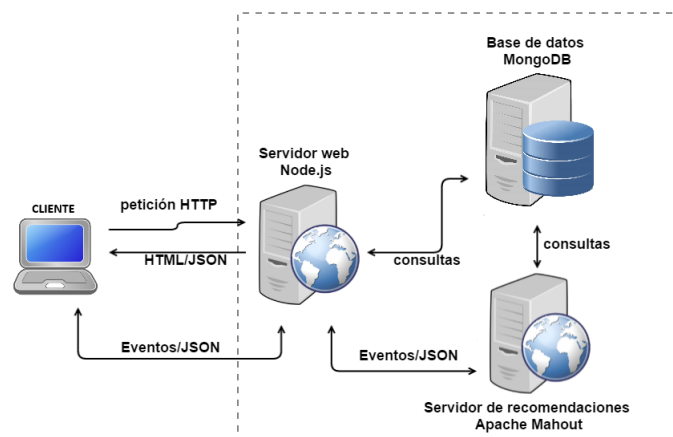 Base de datos
MongoDB
Servidor web
Node.js
CLIENTE
petición HTTP
HTML/JSON
consultas
consultas
Eventos/JSON
Eventos/JSON
Servidor de recomendaciones
Apache Mahout